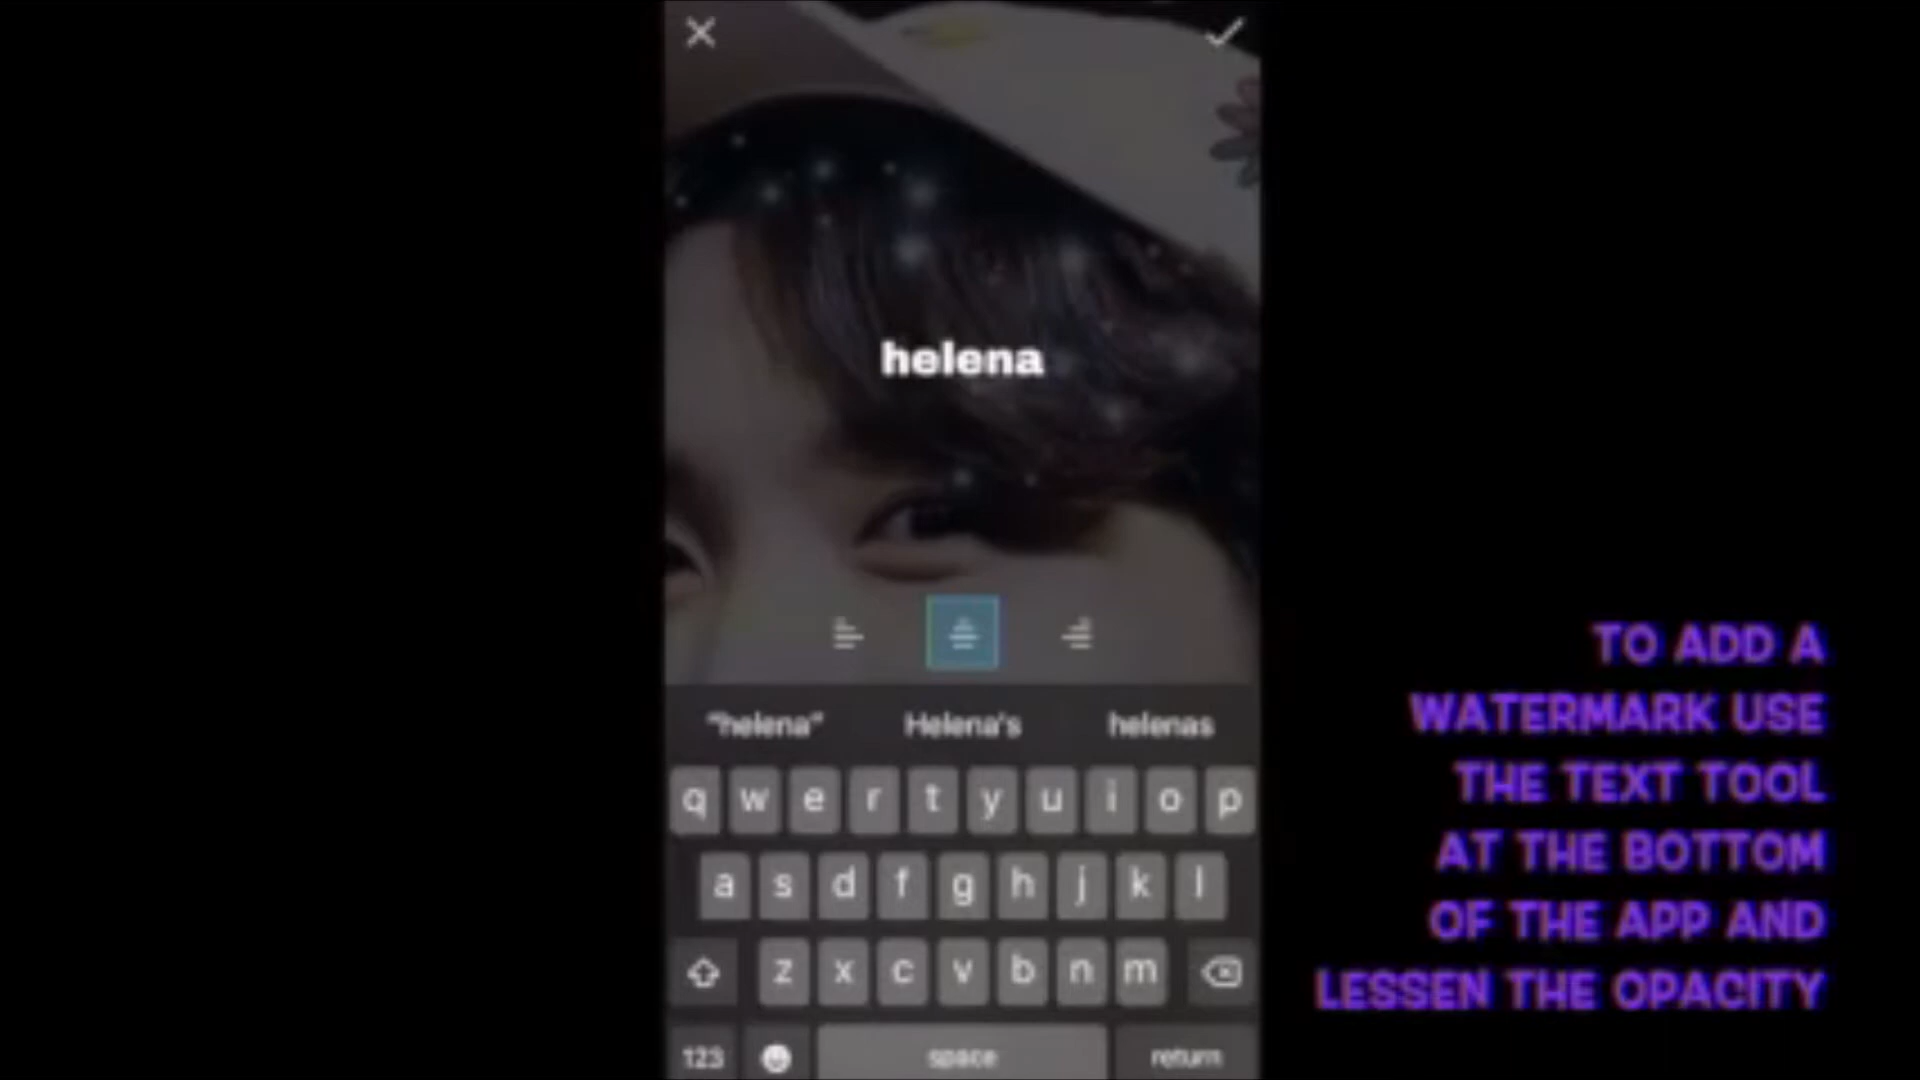 helena
"helena" Helena's helenas
q w e r t y u i o p
a s d f g h j k l
z x c v b n m
123 space return
TO ADD A
WATERMARK USE
THE TEXT TOOL
AT THE BOTTOM
OF THE APP AND
LESSEN THE OPACITY